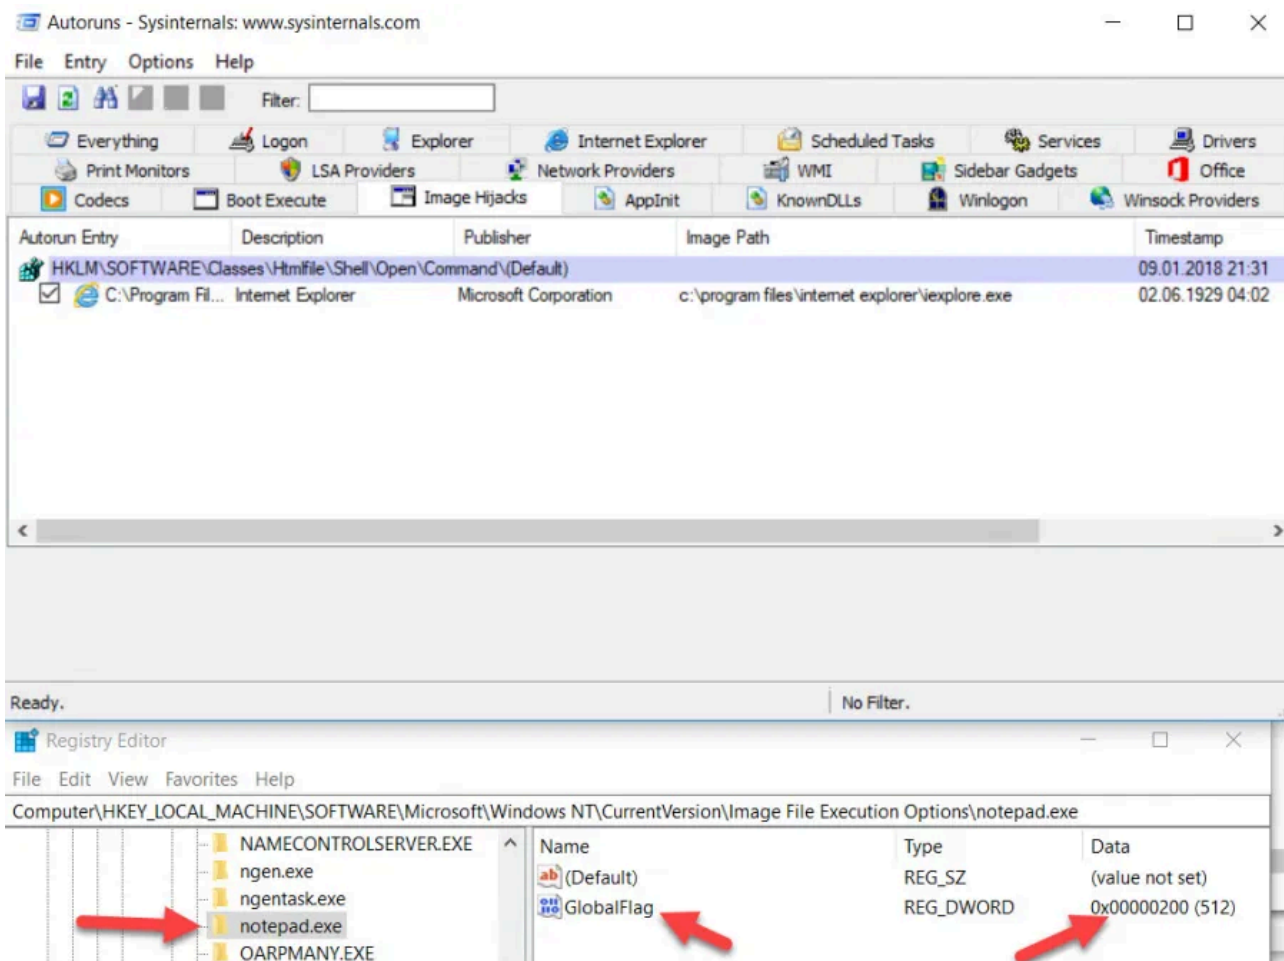 Autoruns - Sysinternals: www.sysinternals.com
File Entry Options Help
Filter:
Everything Logon Explorer Internet Explorer Scheduled Tasks Services Drivers
Print Monitors LSA Providers Network Providers WMI Sidebar Gadgets Office
Codecs Boot Execute Image Hijacks AppInit KnownDLLs Winlogon Winsock Providers
Autorun Entry Description Publisher Image Path Timestamp
HKLM\SOFTWARE\Classes\Htmlfile\Shell\Open\Command\(Default) 09.01.2018 21:31
C:\Program Fil... Internet Explorer Microsoft Corporation c:\program files\internet explorer\iexplore.exe 02.06.1929 04:02
Ready. No Filter.
Registry Editor
File Edit View Favorites Help
Computer\HKEY_LOCAL_MACHINE\SOFTWARE\Microsoft\Windows NT\CurrentVersion\Image File Execution Options\notepad.exe
NAMECONTROLSERVER.EXE Name Type Data
ngen.exe (Default) REG_SZ (value not set)
ngentask.exe GlobalFlag REG_DWORD 0x00000200 (512)
notepad.exe
OARPMANY.EXE